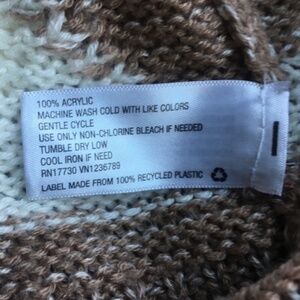 100% ACRYLIC
MACHINE WASH COLD WITH LIKE COLORS
GENTLE CYCLE
USE ONLY NON-CHLORINE BLEACH IF NEEDED
TUMBLE DRY LOW
COOL IRON IF NEED
RN17730 VN1236789
LABEL MADE FROM 100% RECYCLED PLASTIC